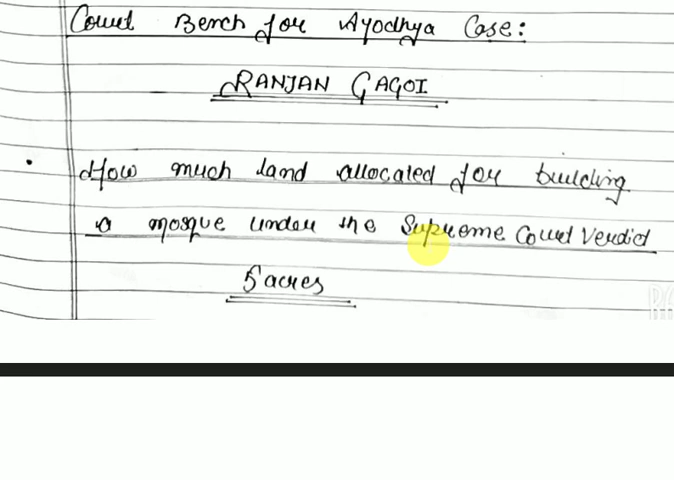 Court Bench for Ayodhya Case:
RANJAN GAGOI
• How much land allocated for building
a mosque under the Supreme Court Verdict
5 acres